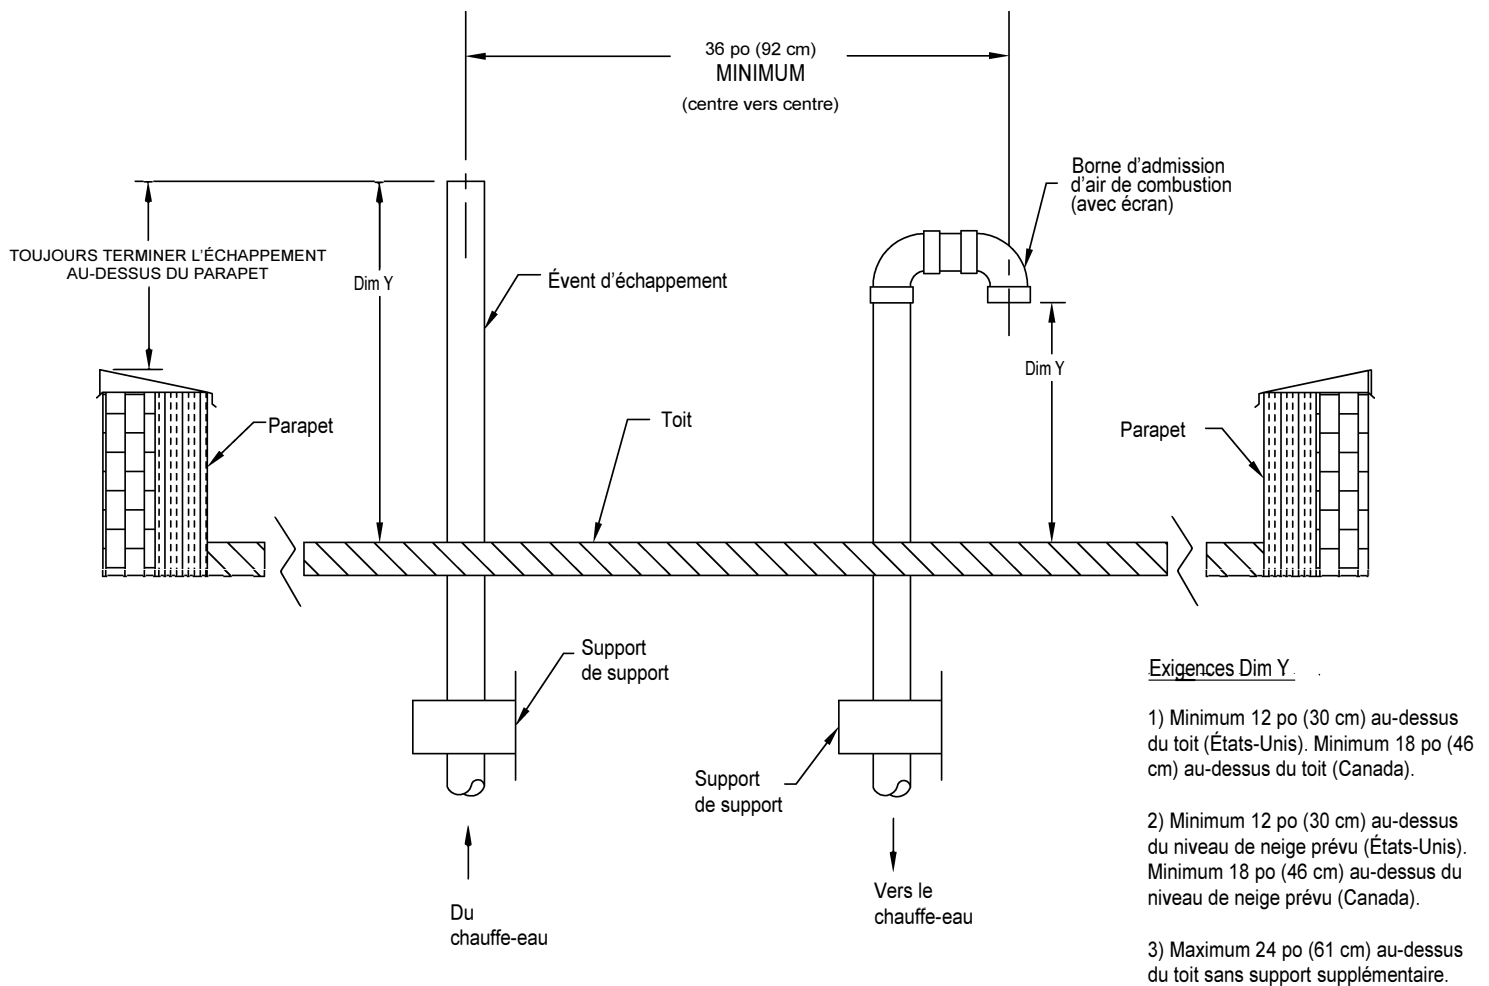 36 po (92 cm)
MINIMUM
(centre vers centre)
Borne d'admission
d'air de combustion
(avec écran)
TOUJOURS TERMINER L'ÉCHAPPEMENT
AU-DESSUS DU PARAPET
Dim Y
Évent d'échappement
Dim Y
Parapet
Toit
Parapet
Support
de support
Support
de support
Du
chauffe-eau
Vers le
chauffe-eau
Exigences Dim Y
1) Minimum 12 po (30 cm) au-dessus
du toit (États-Unis). Minimum 18 po (46
cm) au-dessus du toit (Canada).
2) Minimum 12 po (30 cm) au-dessus
du niveau de neige prévu (États-Unis).
Minimum 18 po (46 cm) au-dessus du
niveau de neige prévu (Canada).
3) Maximum 24 po (61 cm) au-dessus
du toit sans support supplémentaire.